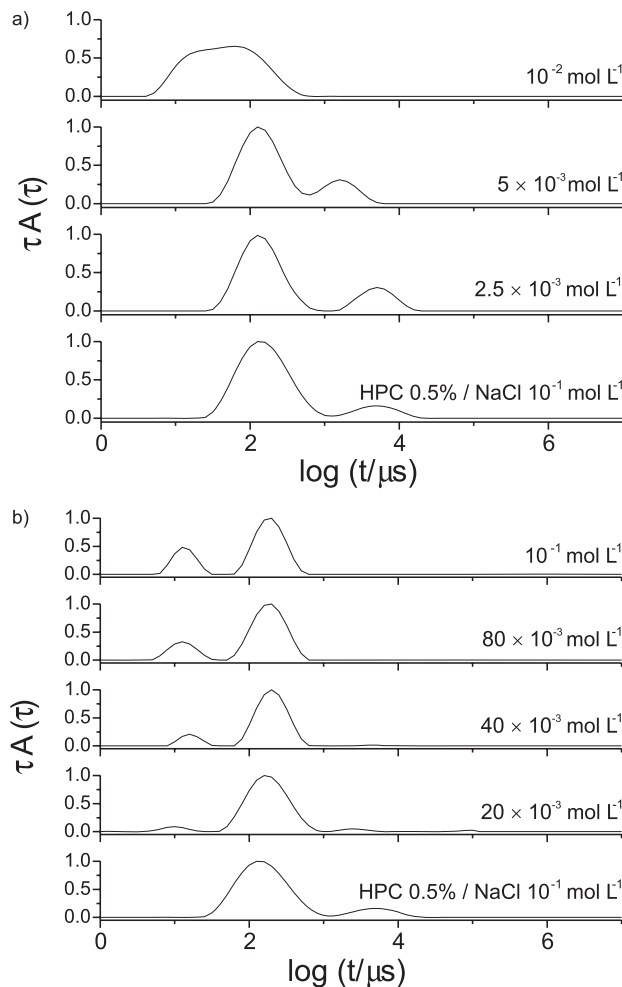 a)
1.0
0.5
0.0
10⁻² mol L⁻¹
1.0
0.5
0.0
5 × 10⁻³ mol L⁻¹
1.0
0.5
0.0
2.5 × 10⁻³ mol L⁻¹
1.0
0.5
0.0
HPC 0.5% / NaCl 10⁻¹ mol L⁻¹
τ A (τ)
0 2 4 6
log (t/μs)
b)
1.0
0.5
0.0
10⁻¹ mol L⁻¹
1.0
0.5
0.0
80 × 10⁻³ mol L⁻¹
1.0
0.5
0.0
40 × 10⁻³ mol L⁻¹
1.0
0.5
0.0
20 × 10⁻³ mol L⁻¹
1.0
0.5
0.0
HPC 0.5% / NaCl 10⁻¹ mol L⁻¹
τ A (τ)
0 2 4 6
log (t/μs)